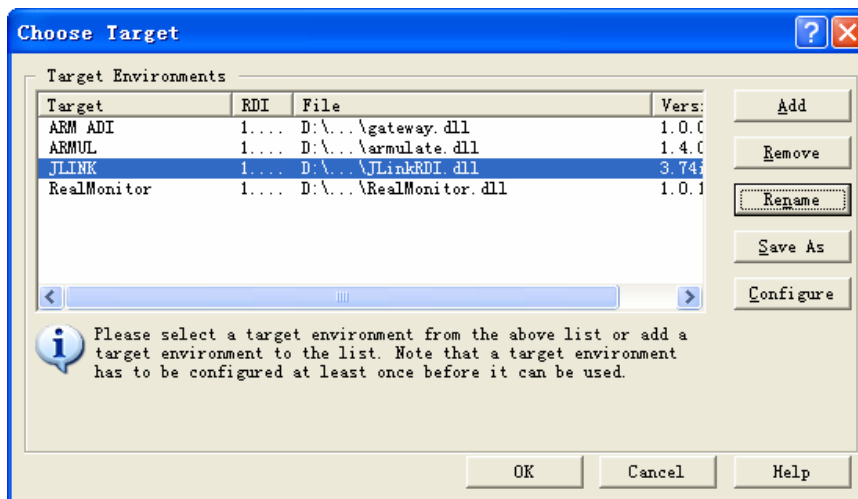 Choose Target
Target Environments
Target RDI File Vers:
ARM ADI 1.... D:\...\gateway.dll 1.0.0
ARMUL 1.... D:\...\armulate.dll 1.4.0
JLINK 1.... D:\...\JLinkRDI.dll 3.74i
RealMonitor 1.... D:\...\RealMonitor.dll 1.0.1
Add
Remove
Rename
Save As
Configure
Please select a target environment from the above list or add a
target environment to the list. Note that a target environment
has to be configured at least once before it can be used.
OK Cancel Help